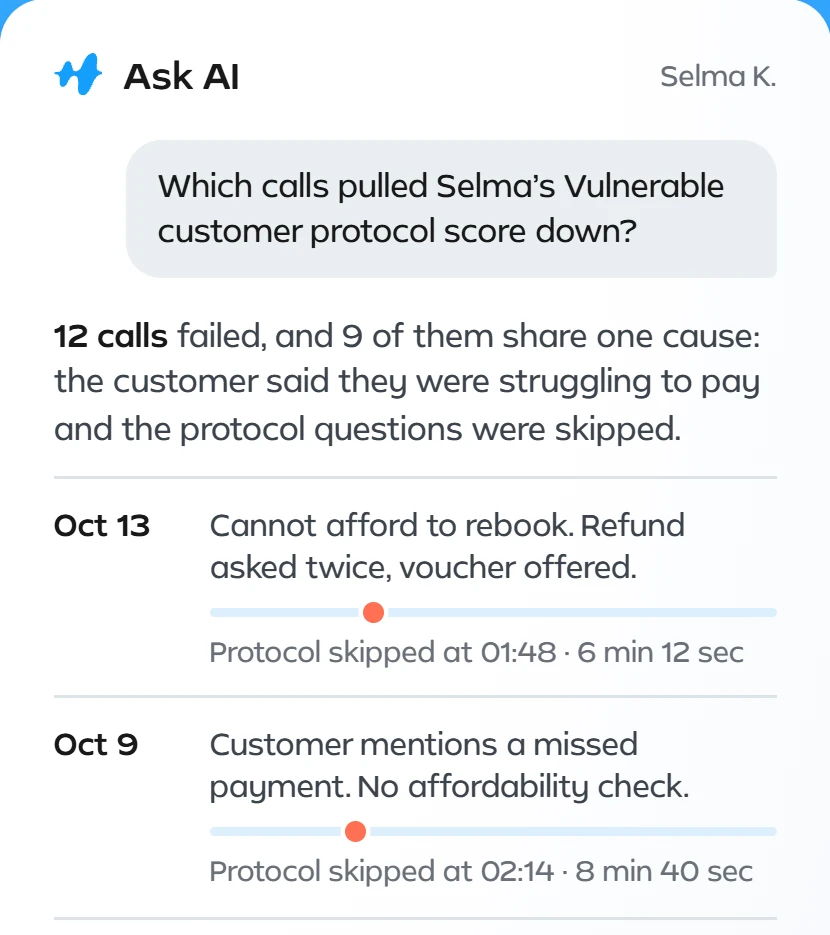 Ask AI
Selma K.
Which calls pulled Selma’s Vulnerable
customer protocol score down?
12 calls failed, and 9 of them share one cause:
the customer said they were struggling to pay
and the protocol questions were skipped.
Oct 13
Cannot afford to rebook. Refund
asked twice, voucher offered.
Protocol skipped at 01:48 · 6 min 12 sec
Oct 9
Customer mentions a missed
payment. No affordability check.
Protocol skipped at 02:14 · 8 min 40 sec